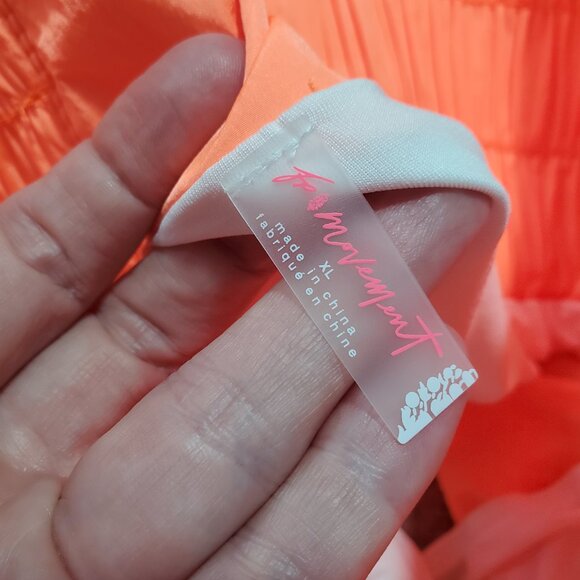 fp movement
XL
made in china
fabriqué en chine